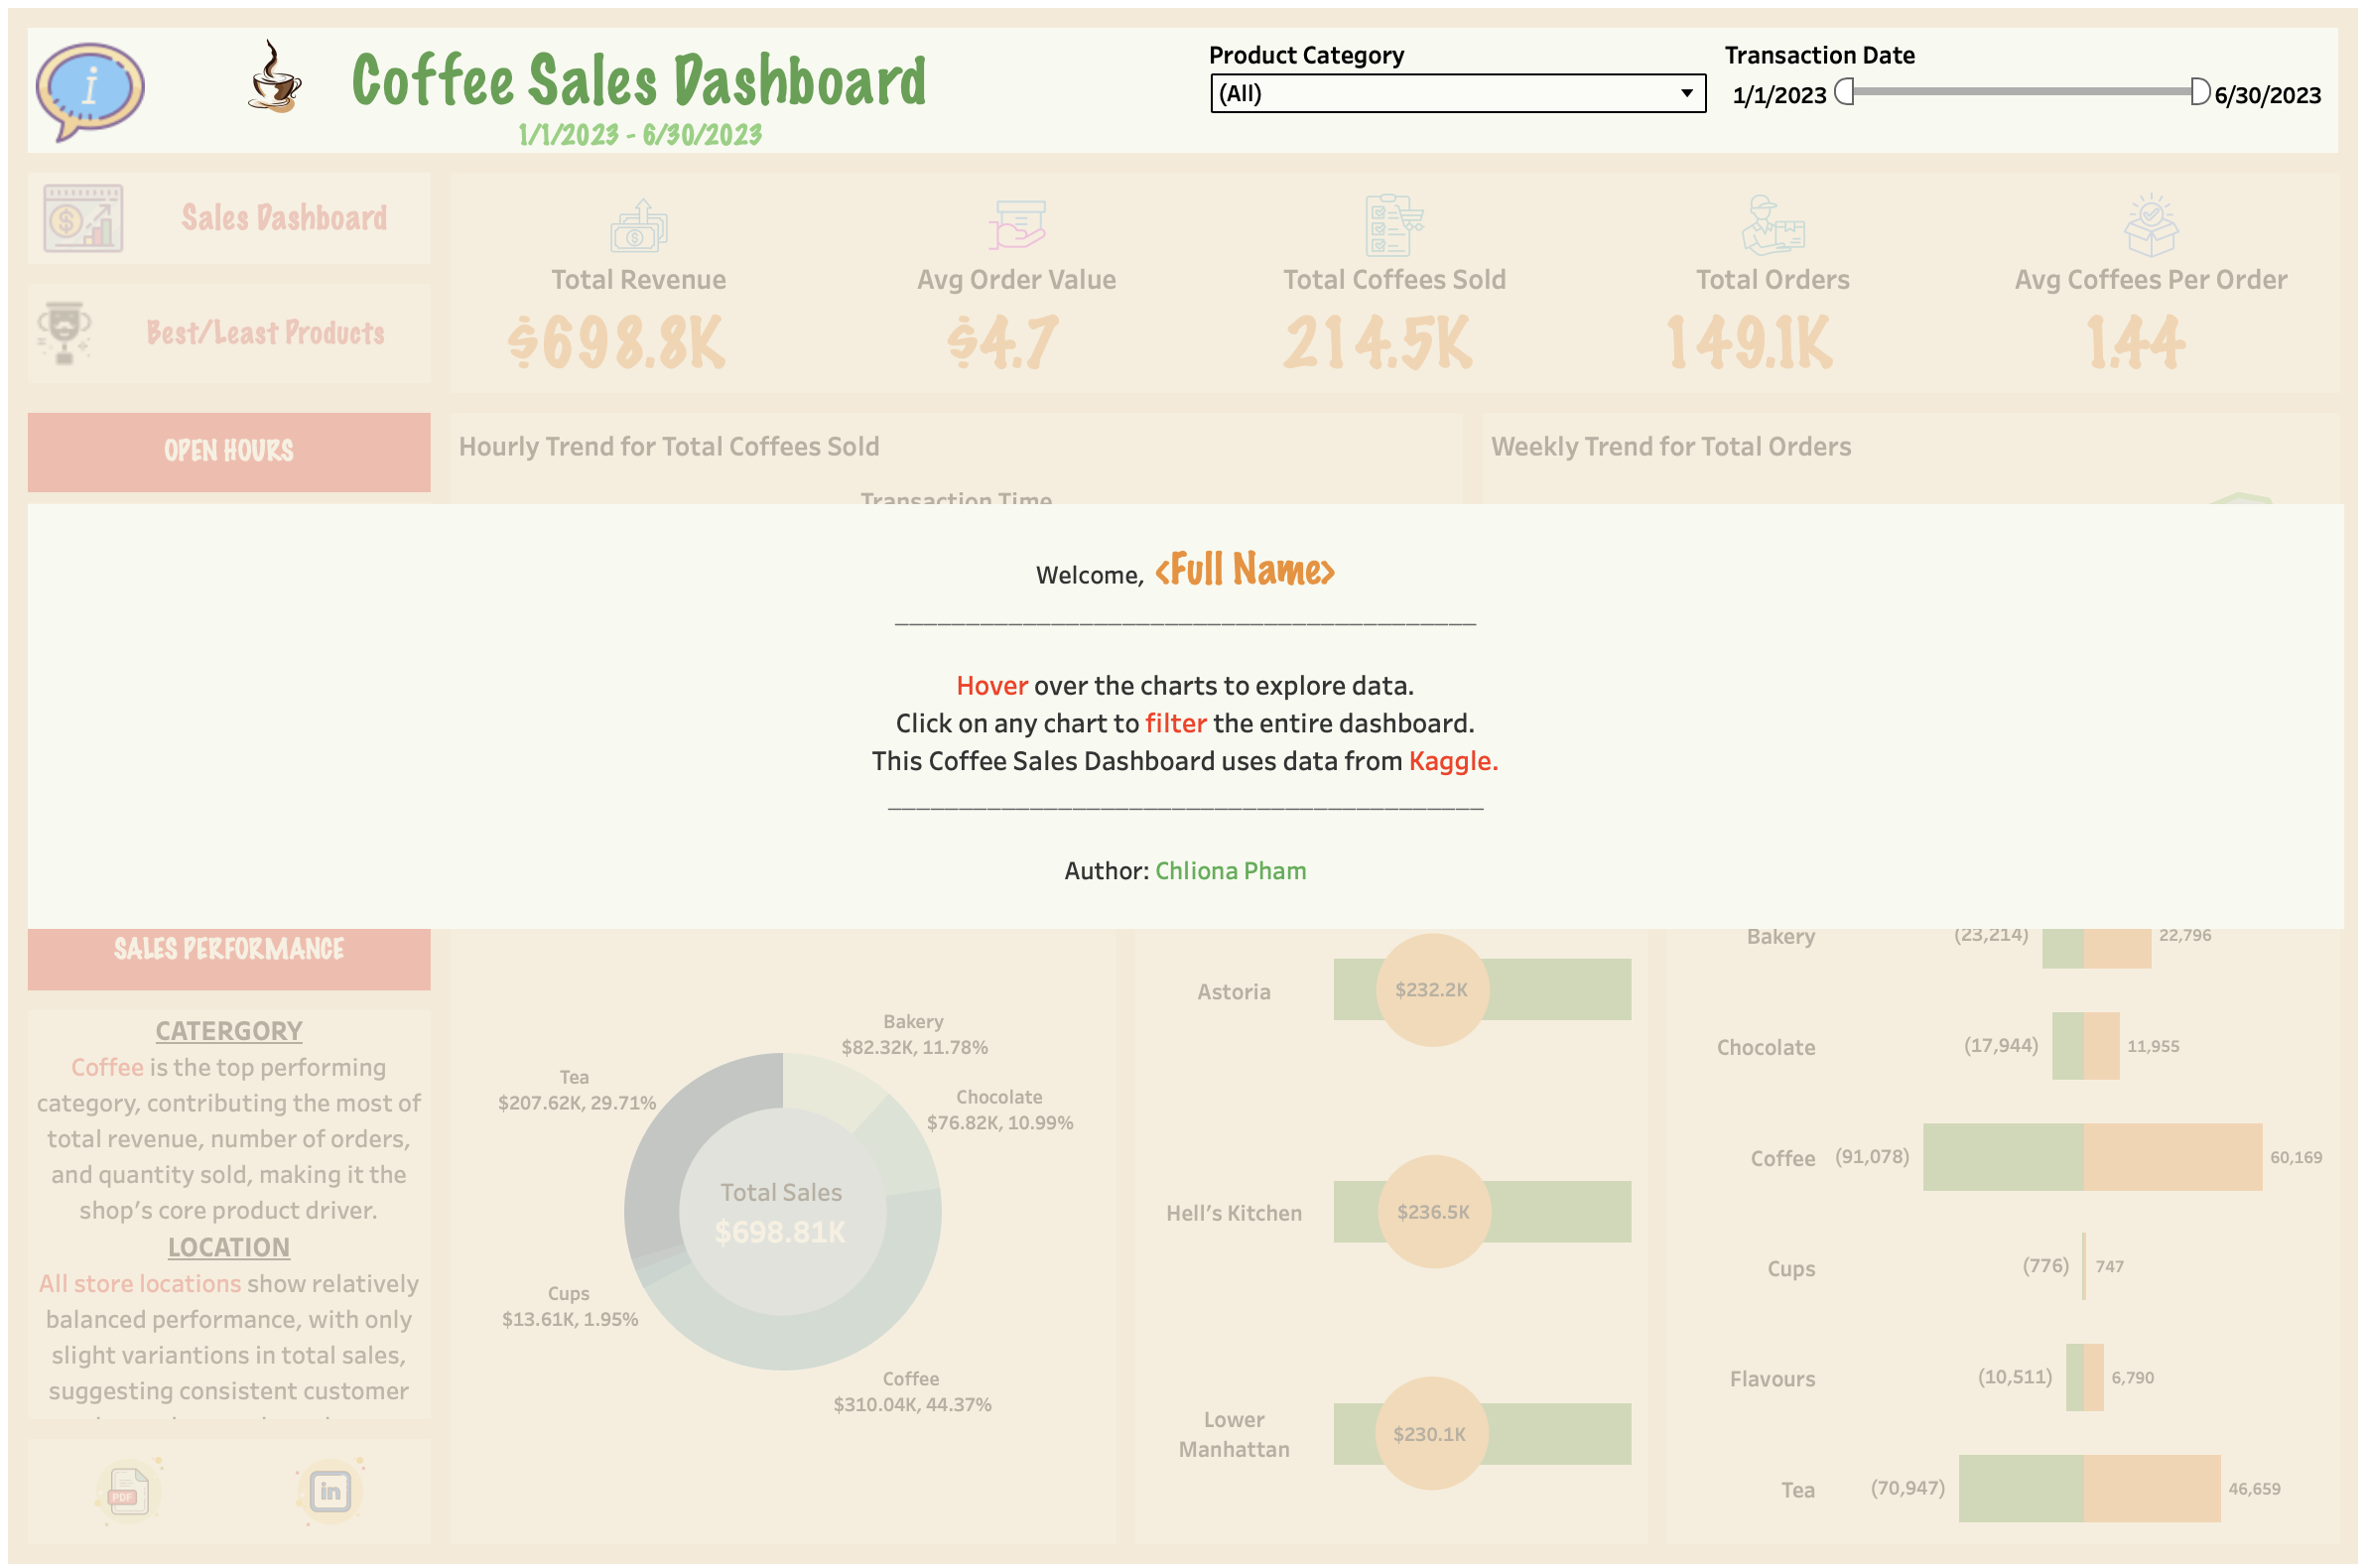 i
Coffee Sales Dashboard
1/1/2023 - 6/30/2023
Product Category
(All)
Transaction Date
1/1/2023
6/30/2023
Sales Dashboard
Best/Least Products
Total Revenue
$698.8K
Avg Order Value
$4.7
Total Coffees Sold
214.5K
Total Orders
149.1K
Avg Coffees Per Order
1.44
OPEN HOURS
Hourly Trend for Total Coffees Sold
Transaction Time
Weekly Trend for Total Orders
Welcome, <Full Name>
Hover over the charts to explore data.
Click on any chart to filter the entire dashboard.
This Coffee Sales Dashboard uses data from Kaggle.
Author: Chliona Pham
SALES PERFORMANCE
CATERGORY
Coffee is the top performing
category, contributing the most of
total revenue, number of orders,
and quantity sold, making it the
shop's core product driver.
LOCATION
All store locations show relatively
balanced performance, with only
slight variantions in total sales,
suggesting consistent customer
PDF
in
Bakery
$82.32K, 11.78%
Tea
$207.62K, 29.71%
Chocolate
$76.82K, 10.99%
Total Sales
$698.81K
Cups
$13.61K, 1.95%
Coffee
$310.04K, 44.37%
Astoria
$232.2K
Hell's Kitchen
$236.5K
Lower
Manhattan
$230.1K
Bakery (23,214) 22,796
Chocolate (17,944) 11,955
Coffee (91,078) 60,169
Cups (776) 747
Flavours (10,511) 6,790
Tea (70,947) 46,659